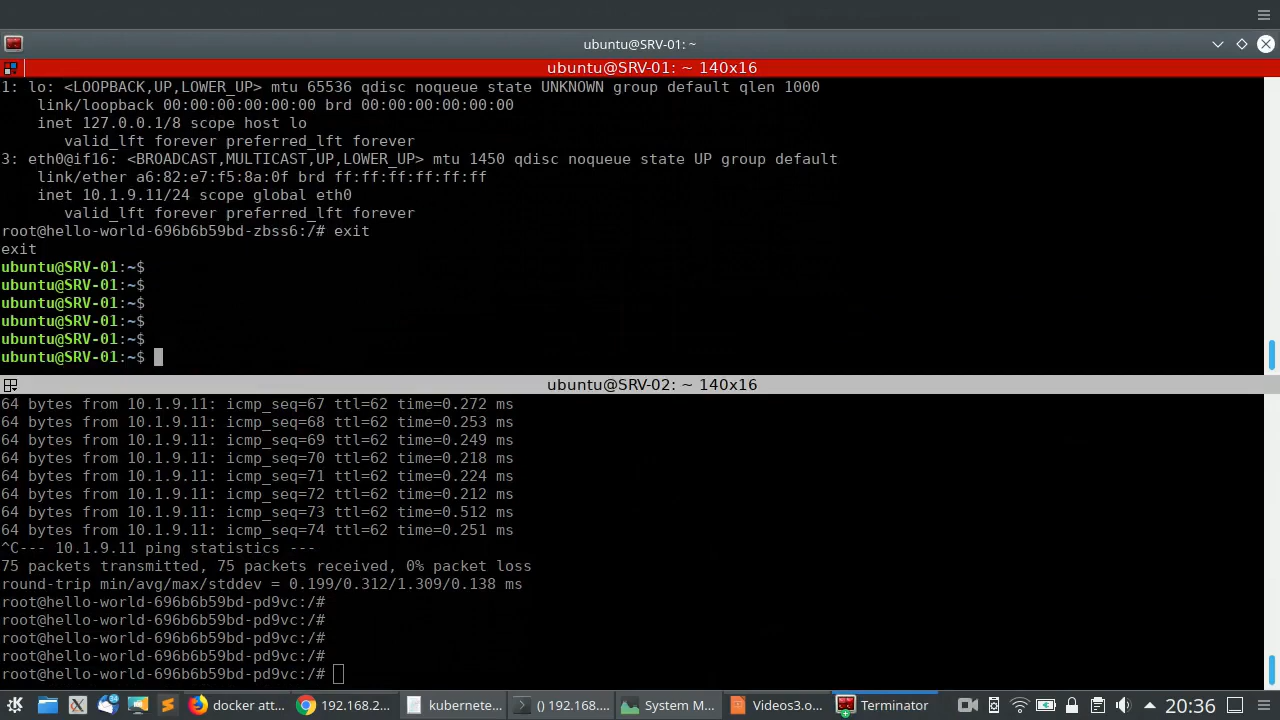 ubuntu@SRV-01: ~
ubuntu@SRV-01: ~ 140x16
1: lo: <LOOPBACK,UP,LOWER_UP> mtu 65536 qdisc noqueue state UNKNOWN group default qlen 1000
link/loopback 00:00:00:00:00:00 brd 00:00:00:00:00:00
inet 127.0.0.1/8 scope host lo
valid_lft forever preferred_lft forever
3: eth0@if16: <BROADCAST,MULTICAST,UP,LOWER_UP> mtu 1450 qdisc noqueue state UP group default
link/ether a6:82:e7:f5:8a:0f brd ff:ff:ff:ff:ff:ff
inet 10.1.9.11/24 scope global eth0
valid_lft forever preferred_lft forever
root@hello-world-696b6b59bd-zbss6:/# exit
exit
ubuntu@SRV-01:~$
ubuntu@SRV-01:~$
ubuntu@SRV-01:~$
ubuntu@SRV-01:~$
ubuntu@SRV-01:~$
ubuntu@SRV-01:~$
ubuntu@SRV-02: ~ 140x16
64 bytes from 10.1.9.11: icmp_seq=67 ttl=62 time=0.272 ms
64 bytes from 10.1.9.11: icmp_seq=68 ttl=62 time=0.253 ms
64 bytes from 10.1.9.11: icmp_seq=69 ttl=62 time=0.249 ms
64 bytes from 10.1.9.11: icmp_seq=70 ttl=62 time=0.218 ms
64 bytes from 10.1.9.11: icmp_seq=71 ttl=62 time=0.224 ms
64 bytes from 10.1.9.11: icmp_seq=72 ttl=62 time=0.212 ms
64 bytes from 10.1.9.11: icmp_seq=73 ttl=62 time=0.512 ms
64 bytes from 10.1.9.11: icmp_seq=74 ttl=62 time=0.251 ms
^C--- 10.1.9.11 ping statistics ---
75 packets transmitted, 75 packets received, 0% packet loss
round-trip min/avg/max/stddev = 0.199/0.312/1.309/0.138 ms
root@hello-world-696b6b59bd-pd9vc:/#
root@hello-world-696b6b59bd-pd9vc:/#
root@hello-world-696b6b59bd-pd9vc:/#
root@hello-world-696b6b59bd-pd9vc:/#
root@hello-world-696b6b59bd-pd9vc:/#
docker att... 192.168.2... kubernete... () 192.168.... System M... Videos3.o... Terminator 20:36